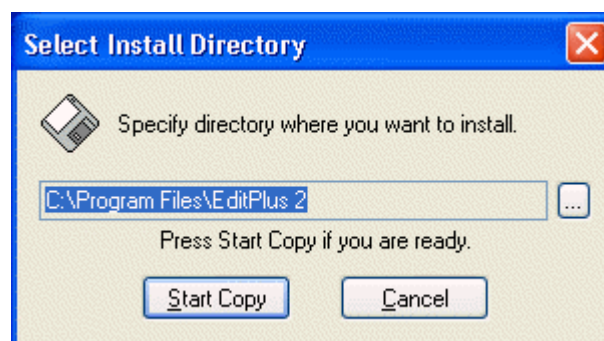 Select Install Directory
Specify directory where you want to install.
C:\Program Files\EditPlus 2
...
Press Start Copy if you are ready.
Start Copy Cancel